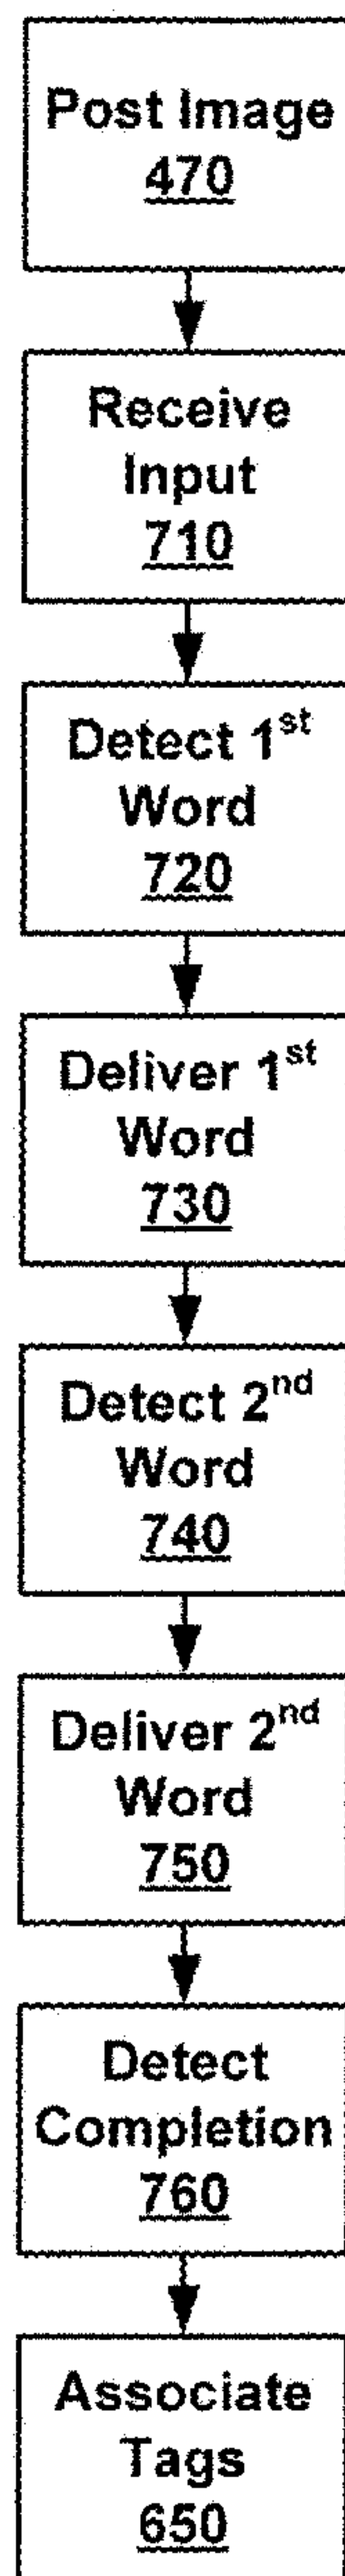 Post Image
470
Receive
Input
710
Detect 1st
Word
720
Deliver 1st
Word
730
Detect 2nd
Word
740
Deliver 2nd
Word
750
Detect
Completion
760
Associate
Tags
650